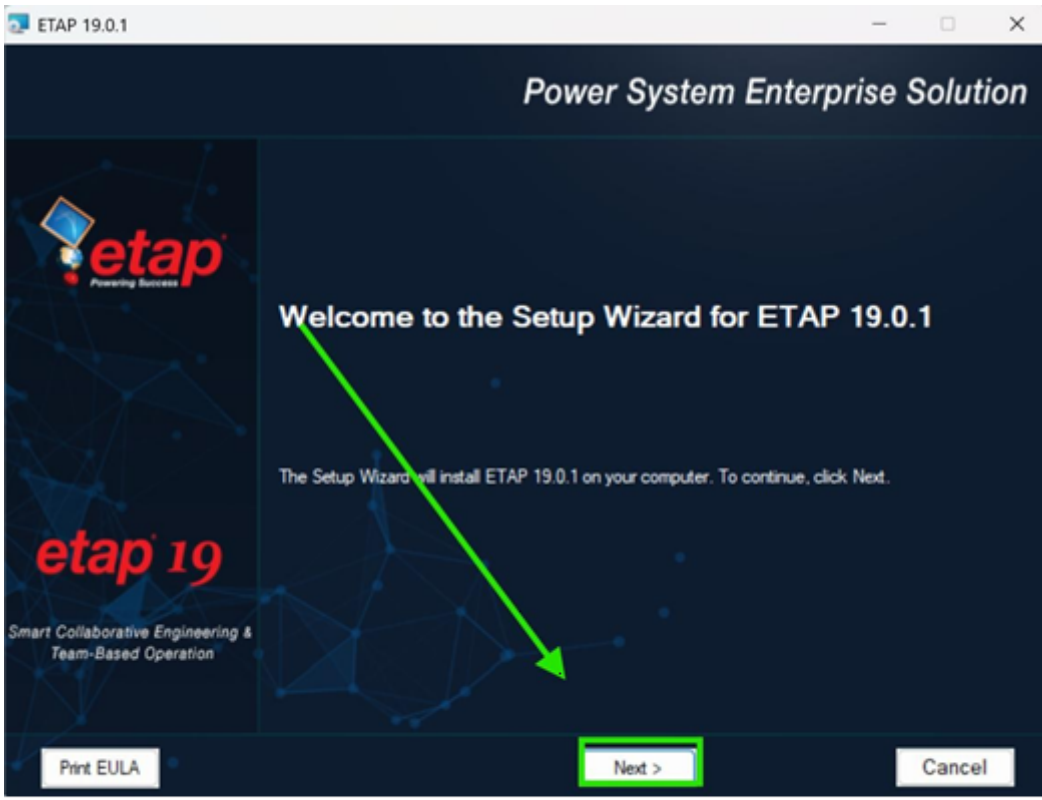 ETAP 19.0.1
Power System Enterprise Solution
etap
Powering Success
Welcome to the Setup Wizard for ETAP 19.0.1
The Setup Wizard will install ETAP 19.0.1 on your computer. To continue, click Next.
etap 19
Smart Collaborative Engineering &
Team-Based Operation
Print EULA
Next >
Cancel